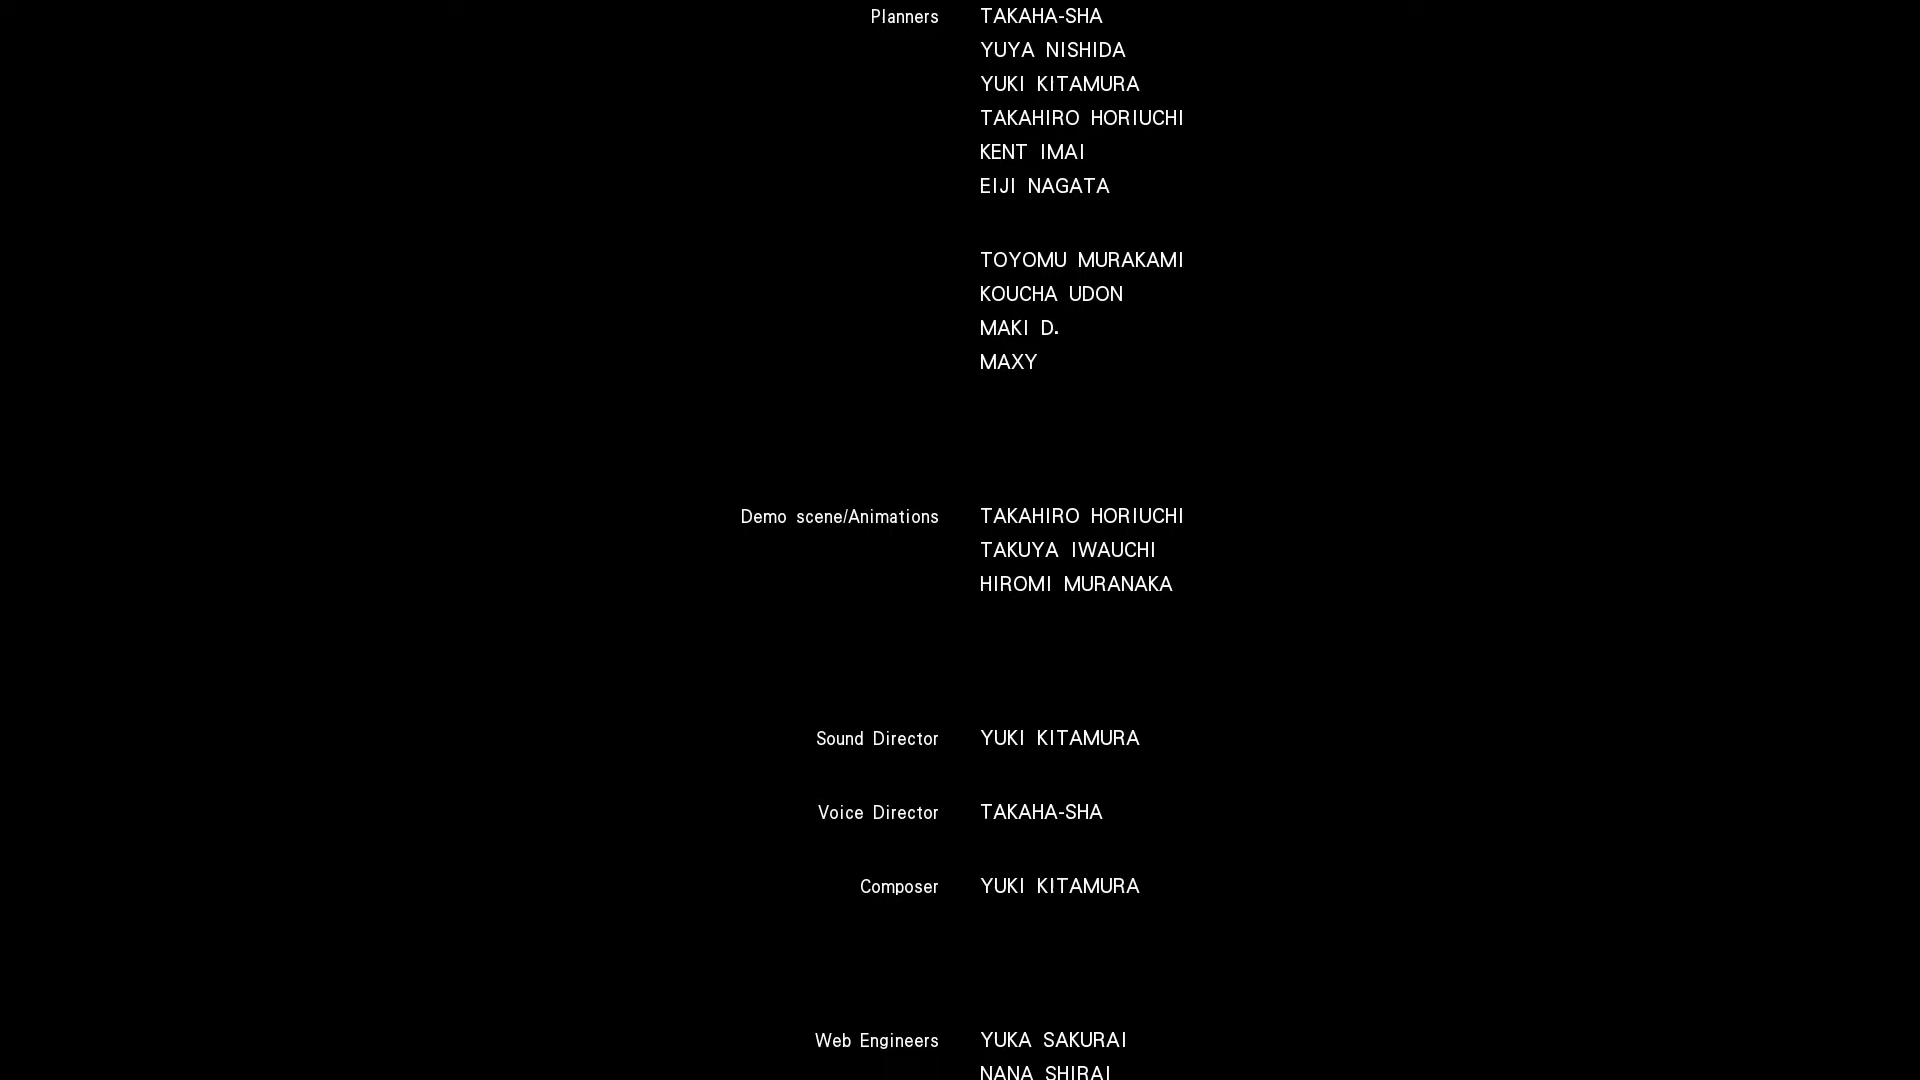 Planners TAKAHA-SHA
YUYA NISHIDA
YUKI KITAMURA
TAKAHIRO HORIUCHI
KENT IMAI
EIJI NAGATA
TOYOMU MURAKAMI
KOUCHA UDON
MAKI D.
MAXY
Demo scene/Animations TAKAHIRO HORIUCHI
TAKUYA IWAUCHI
HIROMI MURANAKA
Sound Director YUKI KITAMURA
Voice Director TAKAHA-SHA
Composer YUKI KITAMURA
Web Engineers YUKA SAKURAI
NANA SHIRAI